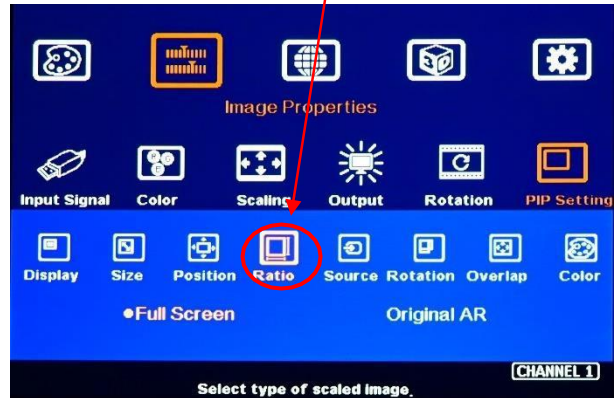 3D
Image Properties
Input Signal Color Scaling Output Rotation PIP Setting
Display Size Position Ratio Source Rotation Overlap Color
●Full Screen Original AR
CHANNEL 1
Select type of scaled image.